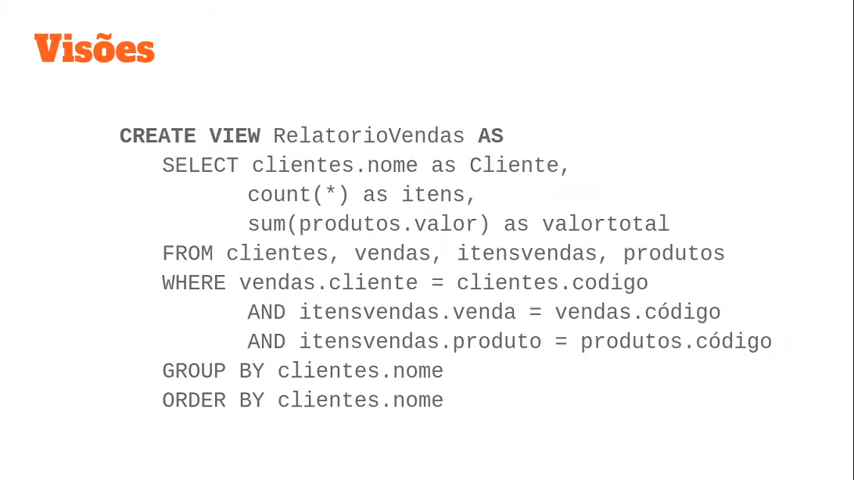 Visões
CREATE VIEW RelatorioVendas AS
SELECT clientes.nome as Cliente,
count(*) as itens,
sum(produtos.valor) as valortotal
FROM clientes, vendas, itensvendas, produtos
WHERE vendas.cliente = clientes.codigo
AND itensvendas.venda = vendas.código
AND itensvendas.produto = produtos.código
GROUP BY clientes.nome
ORDER BY clientes.nome